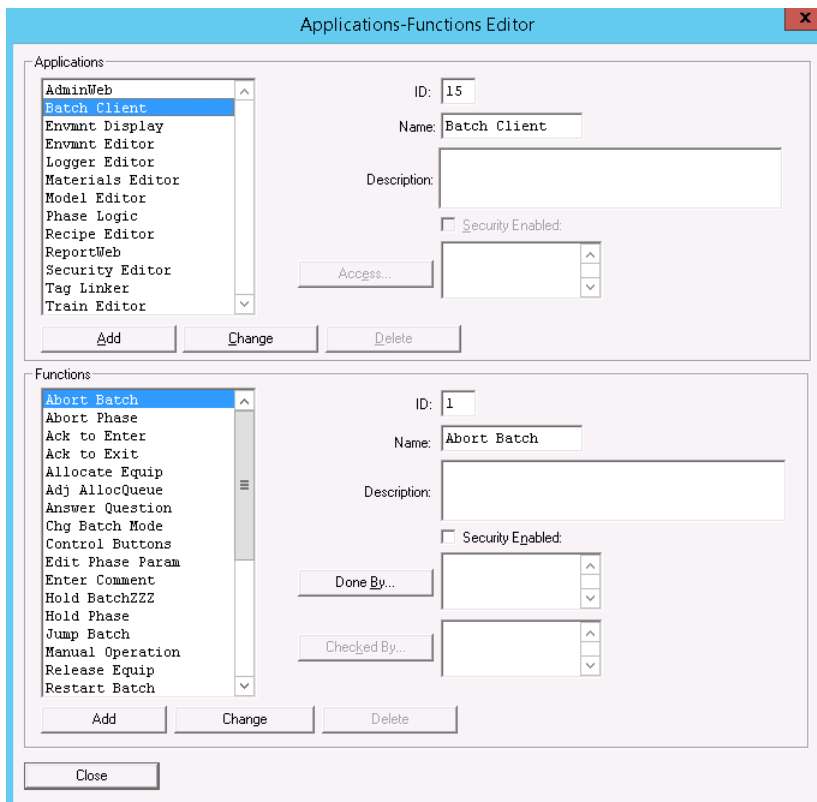 Applications-Functions Editor
x
Applications
AdminWeb
Batch Client
Envmnt Display
Envmnt Editor
Logger Editor
Materials Editor
Model Editor
Phase Logic
Recipe Editor
ReportWeb
Security Editor
Tag Linker
Train Editor
ID: 15
Name: Batch Client
Description:
Security Enabled:
Access...
Add Change Delete
Functions
Abort Batch
Abort Phase
Ack to Enter
Ack to Exit
Allocate Equip
Adj AllocQueue
Answer Question
Chg Batch Mode
Control Buttons
Edit Phase Param
Enter Comment
Hold BatchZZZ
Hold Phase
Jump Batch
Manual Operation
Release Equip
Restart Batch
ID: 1
Name: Abort Batch
Description:
Security Enabled:
Done By...
Checked By...
Add Change Delete
Close